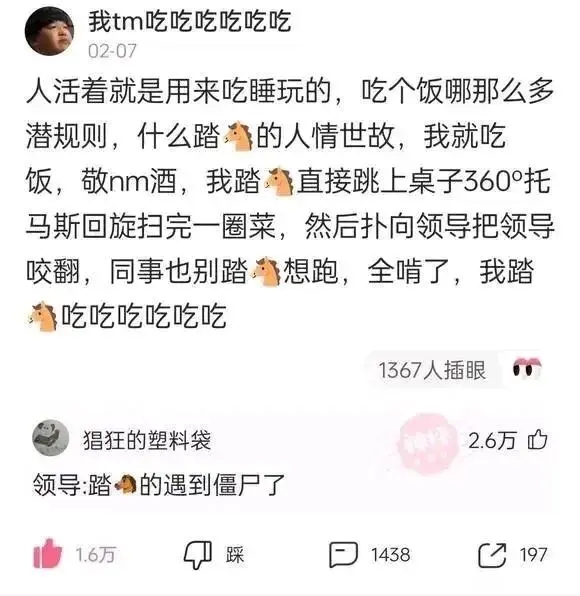 我tm吃吃吃吃吃吃
02-07
人活着就是用来吃睡玩的，吃个饭哪那么多
潜规则，什么踏🐴的人情世故，我就吃
饭，敬nm酒，我踏🐴直接跳上桌子360°托
马斯回旋扫完一圈菜，然后扑向领导把领导
咬翻，同事也别踏🐴想跑，全啃了，我踏
🐴吃吃吃吃吃吃
1367人插眼
猖狂的塑料袋
神评
2.6万
领导:踏🐴的遇到僵尸了
1.6万
踩
1438
197